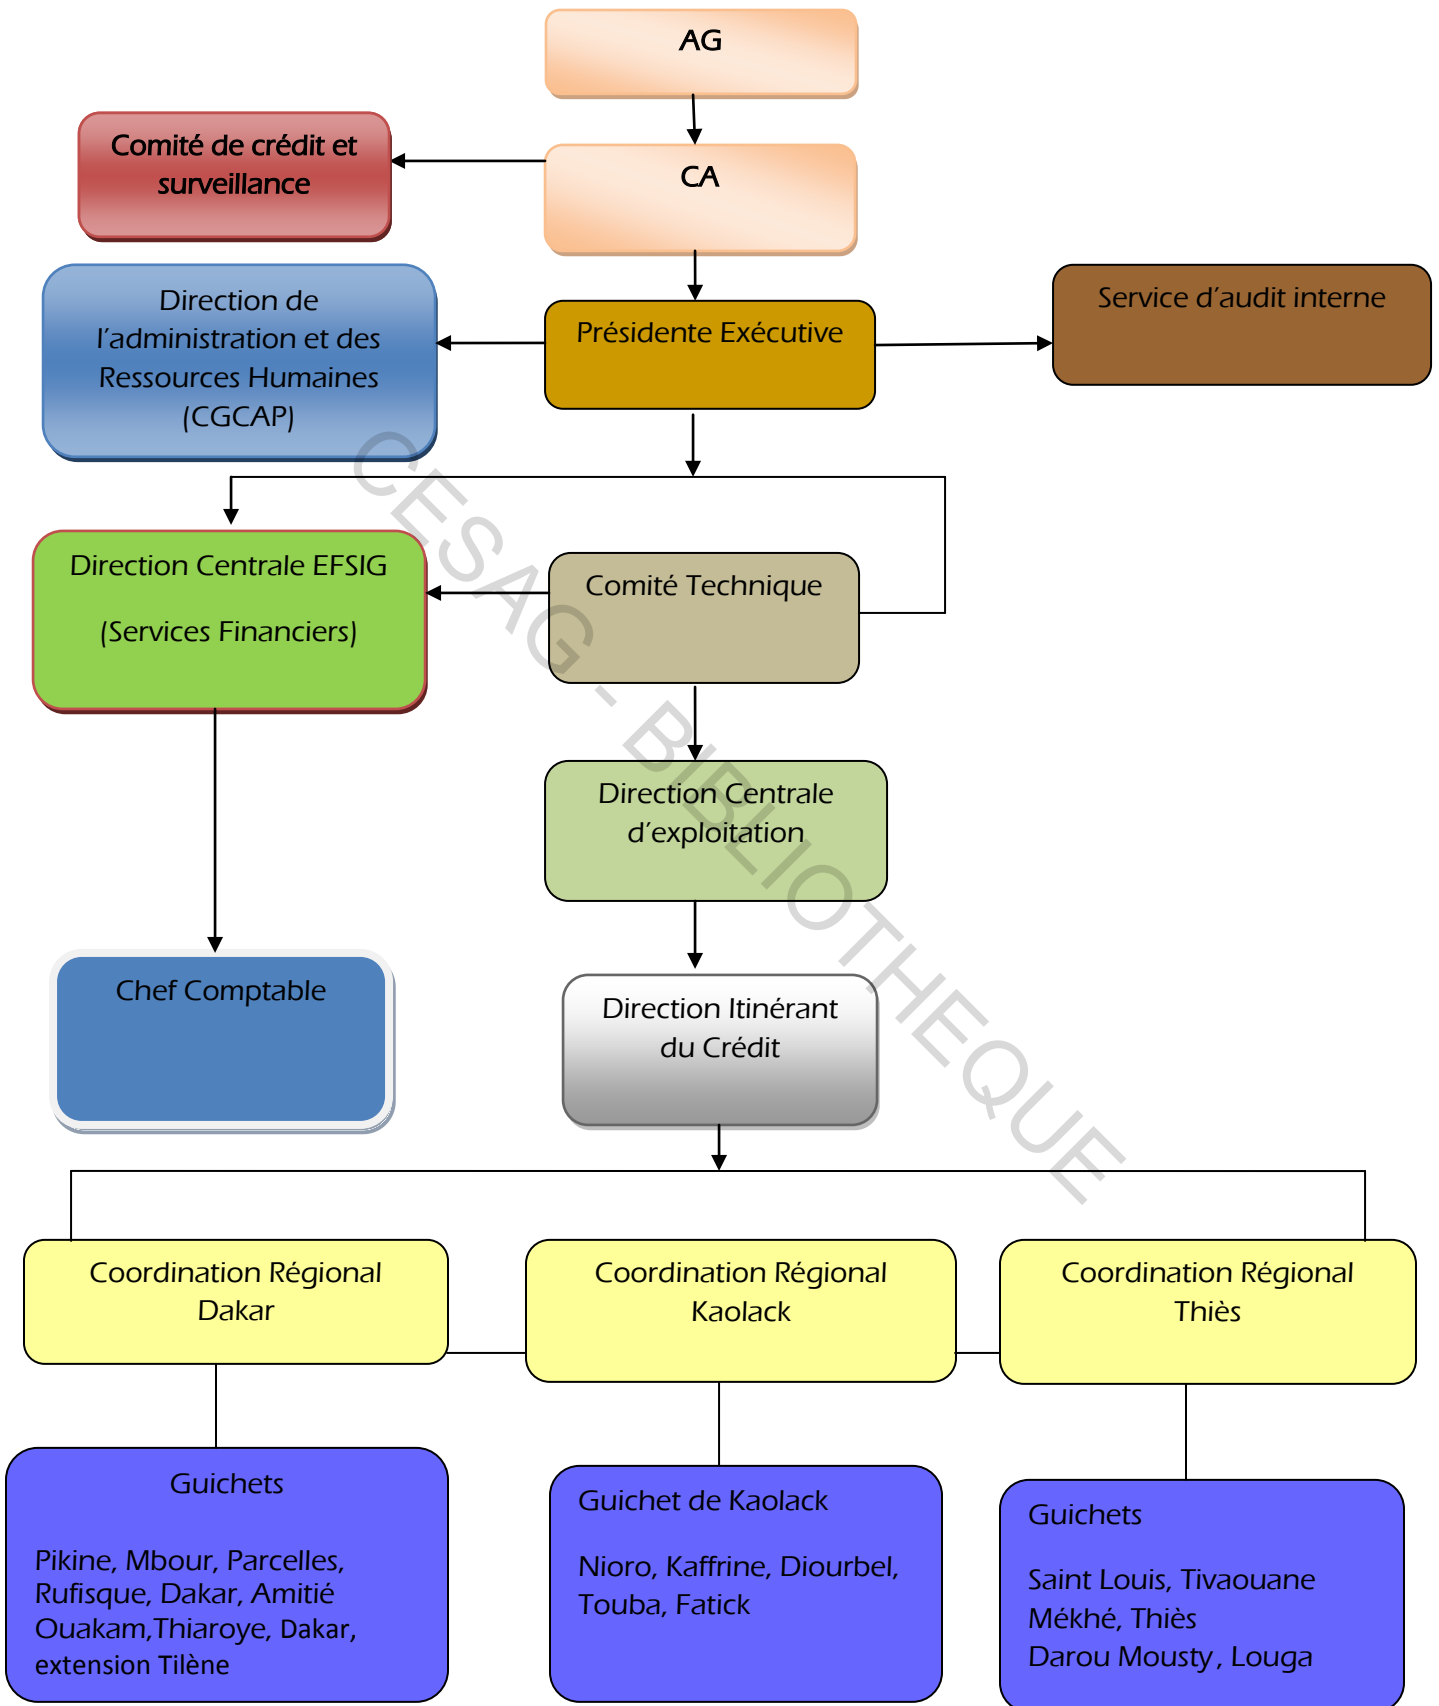 AG
Comité de crédit et
surveillance
CA
Direction de
l'administration et des
Ressources Humaines
(CGCAP)
Présidente Exécutive
Service d'audit interne
Direction Centrale EFSIG
(Services Financiers)
Comité Technique
Direction Centrale
d'exploitation
Chef Comptable
Direction Itinérant
du Crédit
Coordination Régional
Dakar
Coordination Régional
Kaolack
Coordination Régional
Thiès
Guichets
Pikine, Mbour, Parcelles,
Rufisque, Dakar, Amitié
Ouakam,Thiaroye, Dakar,
extension Tilène
Guichet de Kaolack
Nioro, Kaffrine, Diourbel,
Touba, Fatick
Guichets
Saint Louis, Tivaouane
Mékhé, Thiès
Darou Mousty, Louga
CESAG - BIBLIOTHEQUE